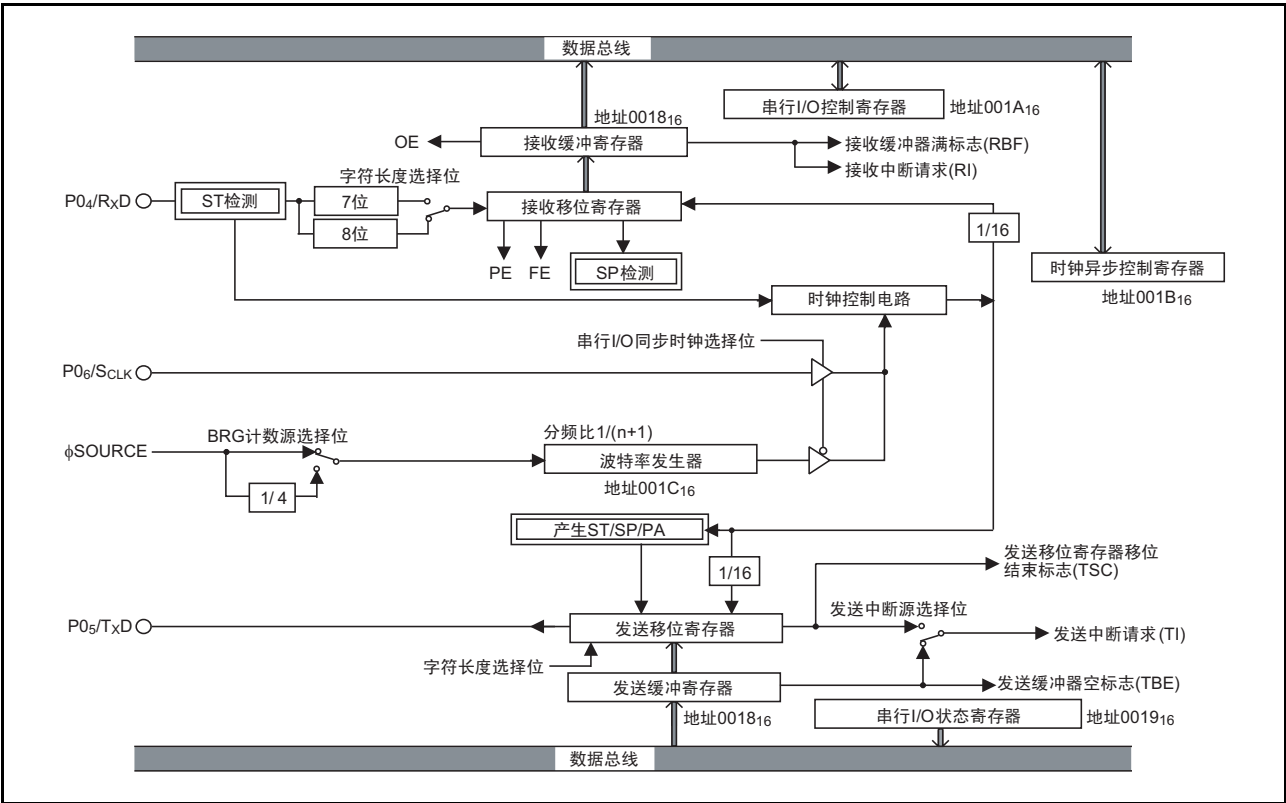 数据总线
串行I/O控制寄存器 地址001A16
地址001816
OE 接收缓冲寄存器 接收缓冲器满标志(RBF)
接收中断请求(RI)
字符长度选择位
P04/RXD ST检测 7位 接收移位寄存器
8位
1/16
PE FE SP检测
时钟异步控制寄存器
地址001B16
时钟控制电路
串行I/O同步时钟选择位
P06/SCLK
BRG计数源选择位 分频比1/(n+1)
φSOURCE 波特率发生器
1/4 地址001C16
产生ST/SP/PA
1/16
发送移位寄存器移位
结束标志(TSC)
发送中断源选择位
P05/TXD 发送移位寄存器 发送中断请求(TI)
字符长度选择位
发送缓冲寄存器 发送缓冲器空标志(TBE)
地址001816 串行I/O状态寄存器 地址001916
数据总线